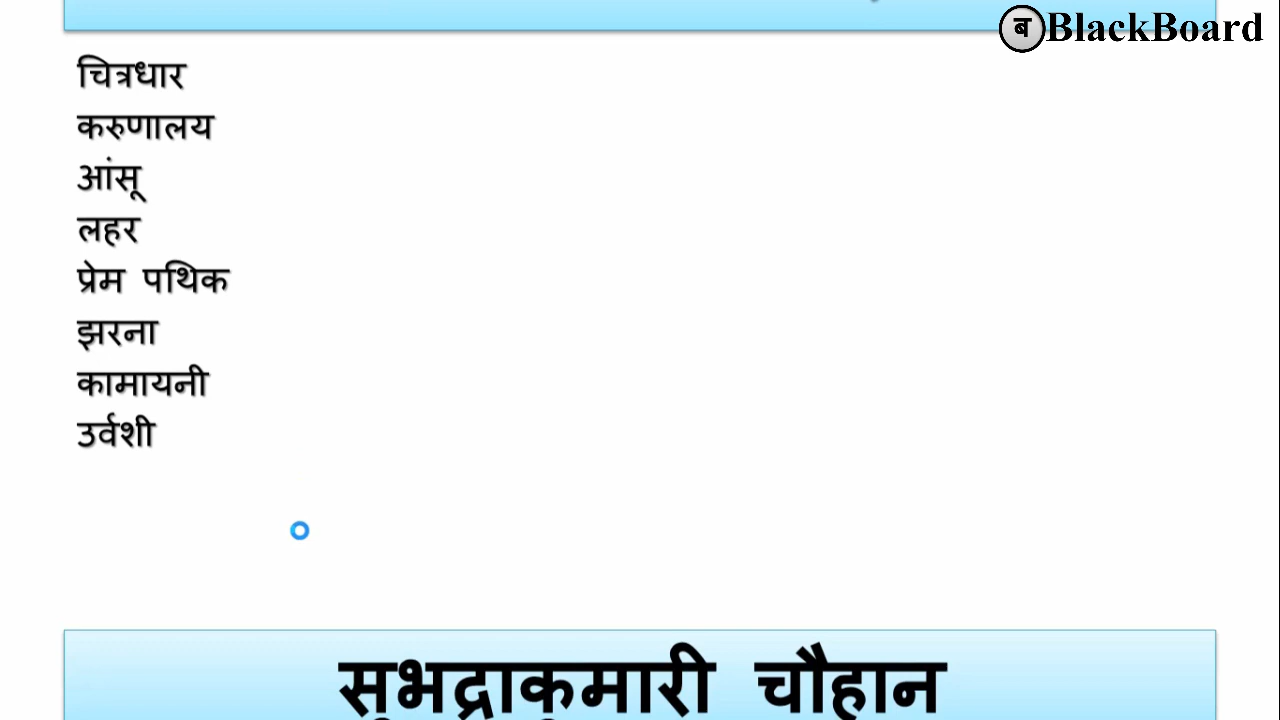 ब BlackBoard
चित्रधार
करुणालय
आंसू
लहर
प्रेम पथिक
झरना
कामायनी
उर्वशी
सुभद्राकुमारी चौहान